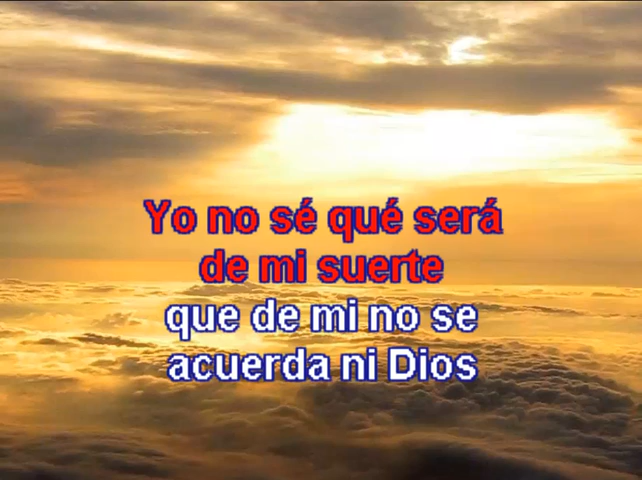 Yo no sé qué será
de mi suerte
que de mi no se
acuerda ni Dios